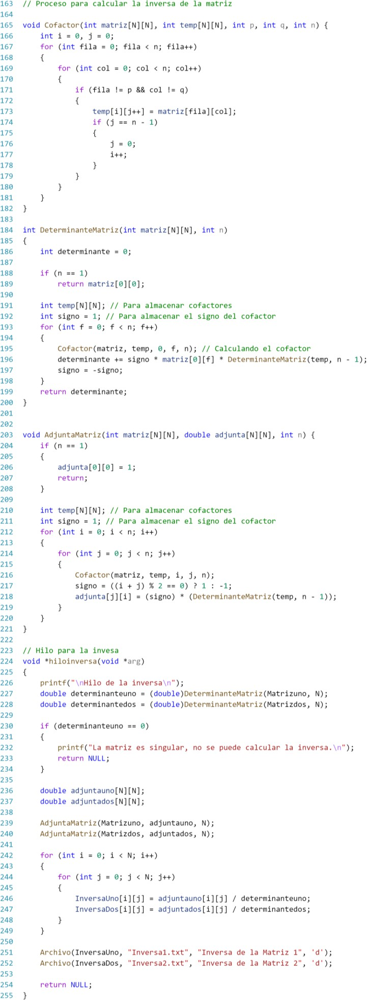 163 // Proceso para calcular la inversa de la matriz
164
165 void Cofactor(int matriz[N][N], int temp[N][N], int p, int q, int n) {
166     int i = 0, j = 0;
167     for (int fila = 0; fila < n; fila++)
168     {
169         for (int col = 0; col < n; col++)
170         {
171             if (fila != p && col != q)
172             {
173                 temp[i][j++] = matriz[fila][col];
174                 if (j == n - 1)
175                 {
176                     j = 0;
177                     i++;
178                 }
179             }
180         }
181     }
182 }
183
184 int DeterminanteMatriz(int matriz[N][N], int n)
185 {
186     int determinante = 0;
187
188     if (n == 1)
189         return matriz[0][0];
190
191     int temp[N][N]; // Para almacenar cofactores
192     int signo = 1; // Para almacenar el signo del cofactor
193     for (int f = 0; f < n; f++)
194     {
195         Cofactor(matriz, temp, 0, f, n); // Calculando el cofactor
196         determinante += signo * matriz[0][f] * DeterminanteMatriz(temp, n - 1);
197         signo = -signo;
198     }
199     return determinante;
200 }
201
202
203 void AdjuntaMatriz(int matriz[N][N], double adjunta[N][N], int n) {
204     if (n == 1)
205     {
206         adjunta[0][0] = 1;
207         return;
208     }
209
210     int temp[N][N]; // Para almacenar cofactores
211     int signo = 1; // Para almacenar el signo del cofactor
212     for (int i = 0; i < n; i++)
213     {
214         for (int j = 0; j < n; j++)
215         {
216             Cofactor(matriz, temp, i, j, n);
217             signo = ((i + j) % 2 == 0) ? 1 : -1;
218             adjunta[j][i] = (signo) * (DeterminanteMatriz(temp, n - 1));
219         }
220     }
221 }
222
223 // Hilo para la invesa
224 void *hiloinversa(void *arg)
225 {
226     printf("\nHilo de la inversa\n");
227     double determinanteuno = (double)DeterminanteMatriz(Matrizuno, N);
228     double determinantedos = (double)DeterminanteMatriz(Matrizdos, N);
229
230     if (determinanteuno == 0)
231     {
232         printf("La matriz es singular, no se puede calcular la inversa.\n");
233         return NULL;
234     }
235
236     double adjuntauno[N][N];
237     double adjuntados[N][N];
238
239     AdjuntaMatriz(Matrizuno, adjuntauno, N);
240     AdjuntaMatriz(Matrizdos, adjuntados, N);
241
242     for (int i = 0; i < N; i++)
243     {
244         for (int j = 0; j < N; j++)
245         {
246             InversaUno[i][j] = adjuntauno[i][j] / determinanteuno;
247             InversaDos[i][j] = adjuntados[i][j] / determinantedos;
248         }
249     }
250
251     Archivo(InversaUno, "Inversa1.txt", "Inversa de la Matriz 1", 'd');
252     Archivo(InversaDos, "Inversa2.txt", "Inversa de la Matriz 2", 'd');
253
254     return NULL;
255 }